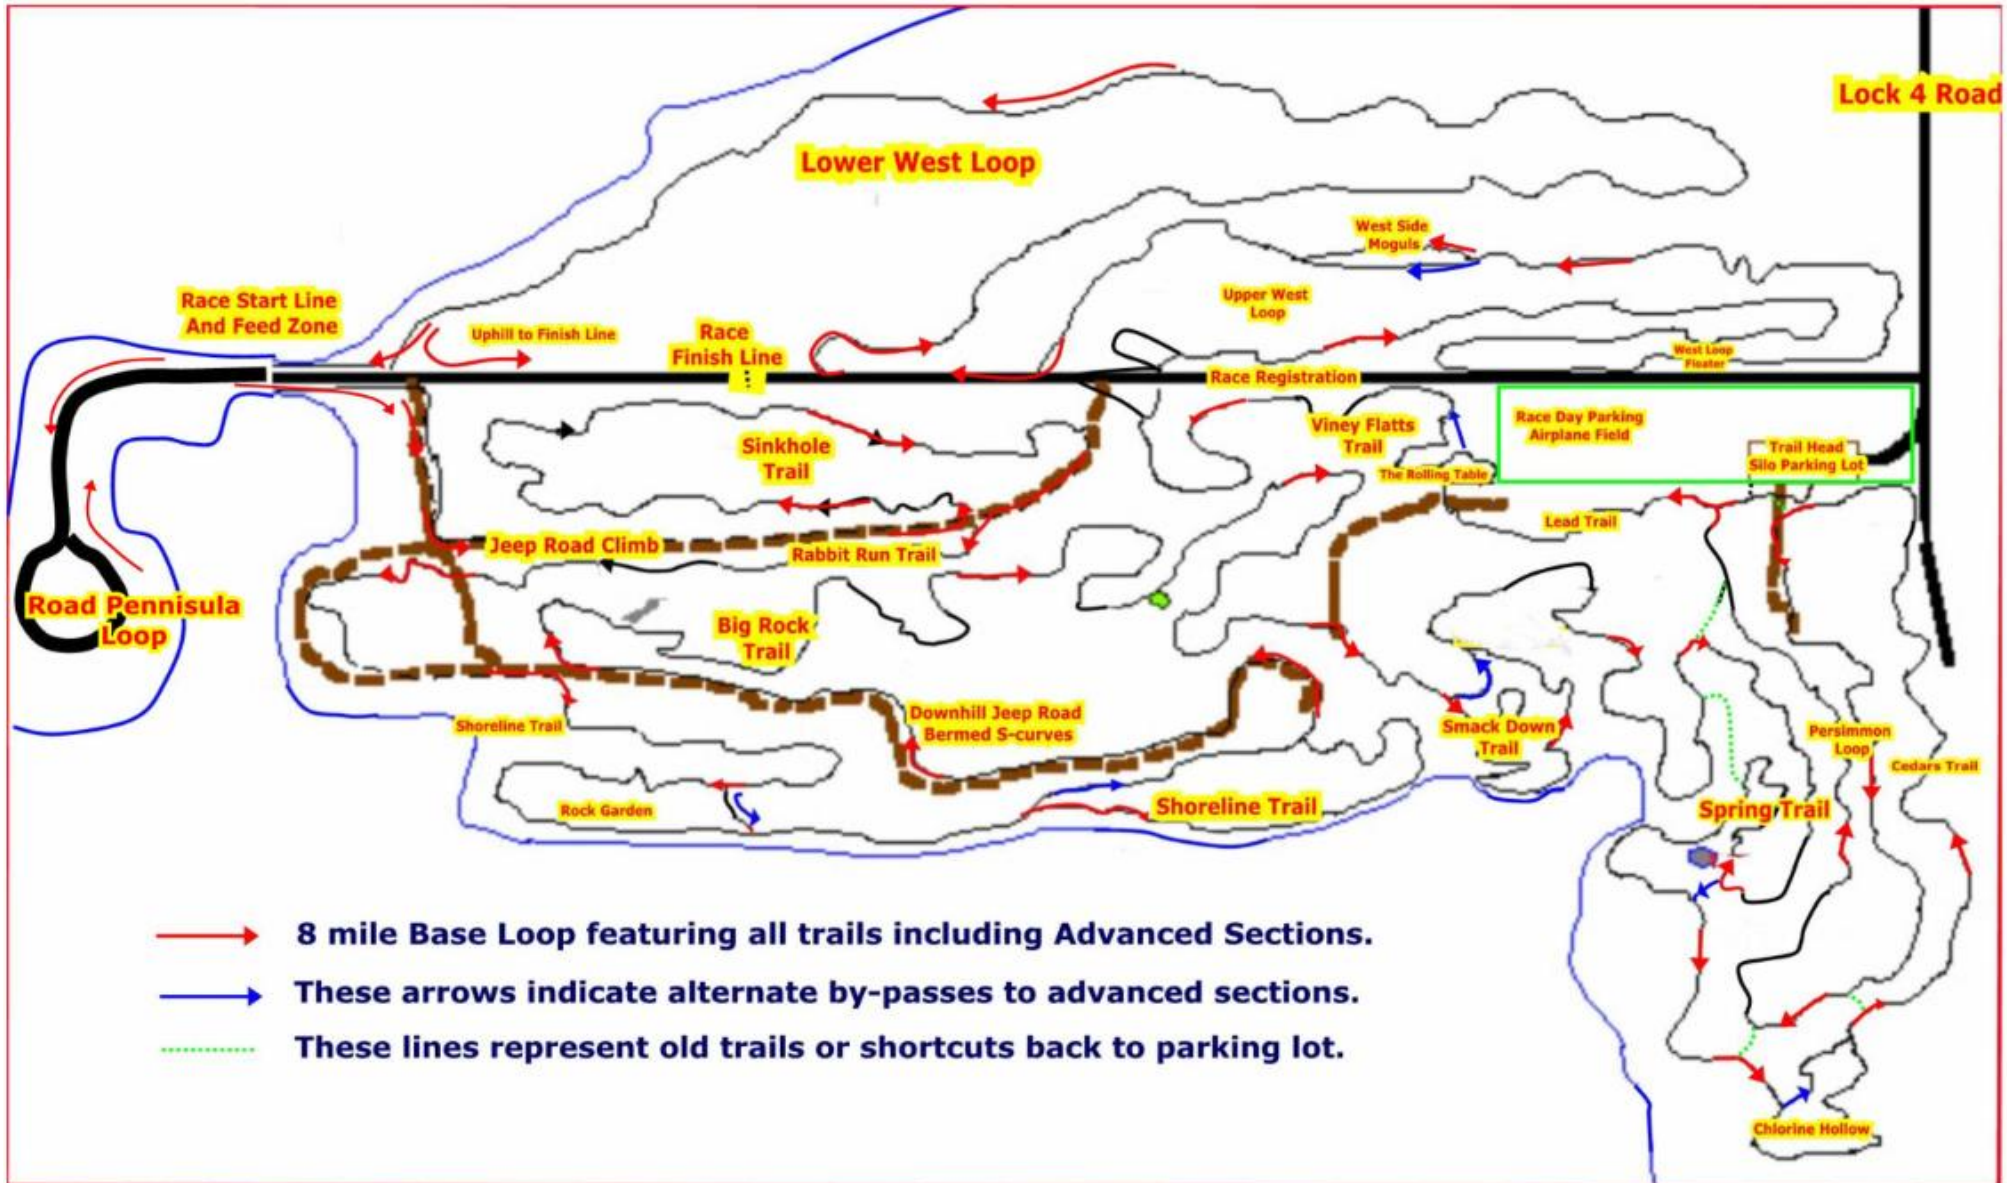 Lock 4 Road
Lower West Loop
West Side
Moguls
Race Start Line
And Feed Zone
Upper West
Loop
Uphill to Finish Line
Race
Finish Line
West Loop
Floater
Race Registration
Race Day Parking
Airplane Field
Viney Flatts
Trail
Sinkhole
Trail
Trail Head
Silo Parking Lot
The Rolling Table
Lead Trail
Jeep Road Climb
Rabbit Run Trail
Road Pennisula
Loop
Big Rock
Trail
Downhill Jeep Road
Bermed S-curves
Shoreline Trail
Smack Down
Trail
Persimmon
Loop
Cedars Trail
Rock Garden
Shoreline Trail
Spring Trail
8 mile Base Loop featuring all trails including Advanced Sections.
These arrows indicate alternate by-passes to advanced sections.
These lines represent old trails or shortcuts back to parking lot.
Chlorine Hollow